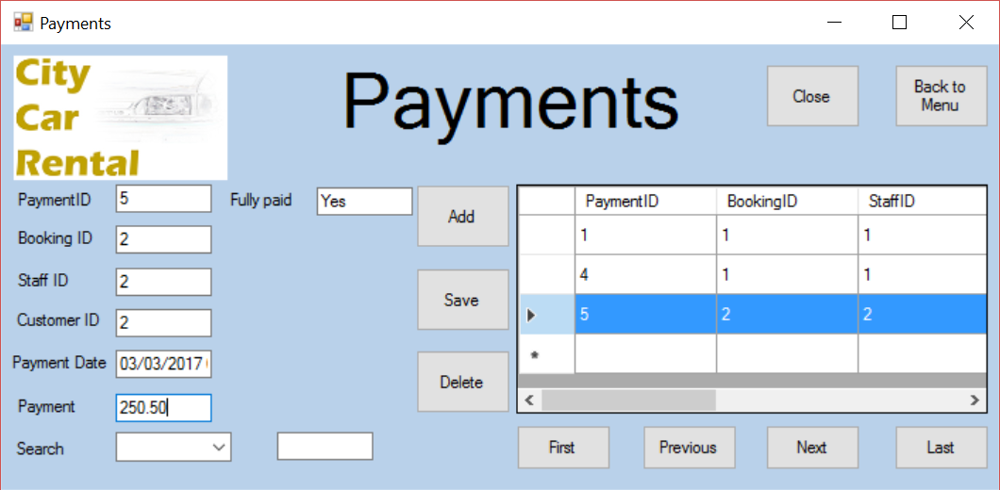 Payments
City
Car
Rental
Payments
Close
Back to
Menu
PaymentID 5
Fully paid Yes
Booking ID 2
Staff ID 2
Customer ID 2
Payment Date 03/03/2017
Payment 250.50
Search
Add
Save
Delete
PaymentID BookingID StaffID
1 1 1
4 1 1
5 2 2
*
First Previous Next Last